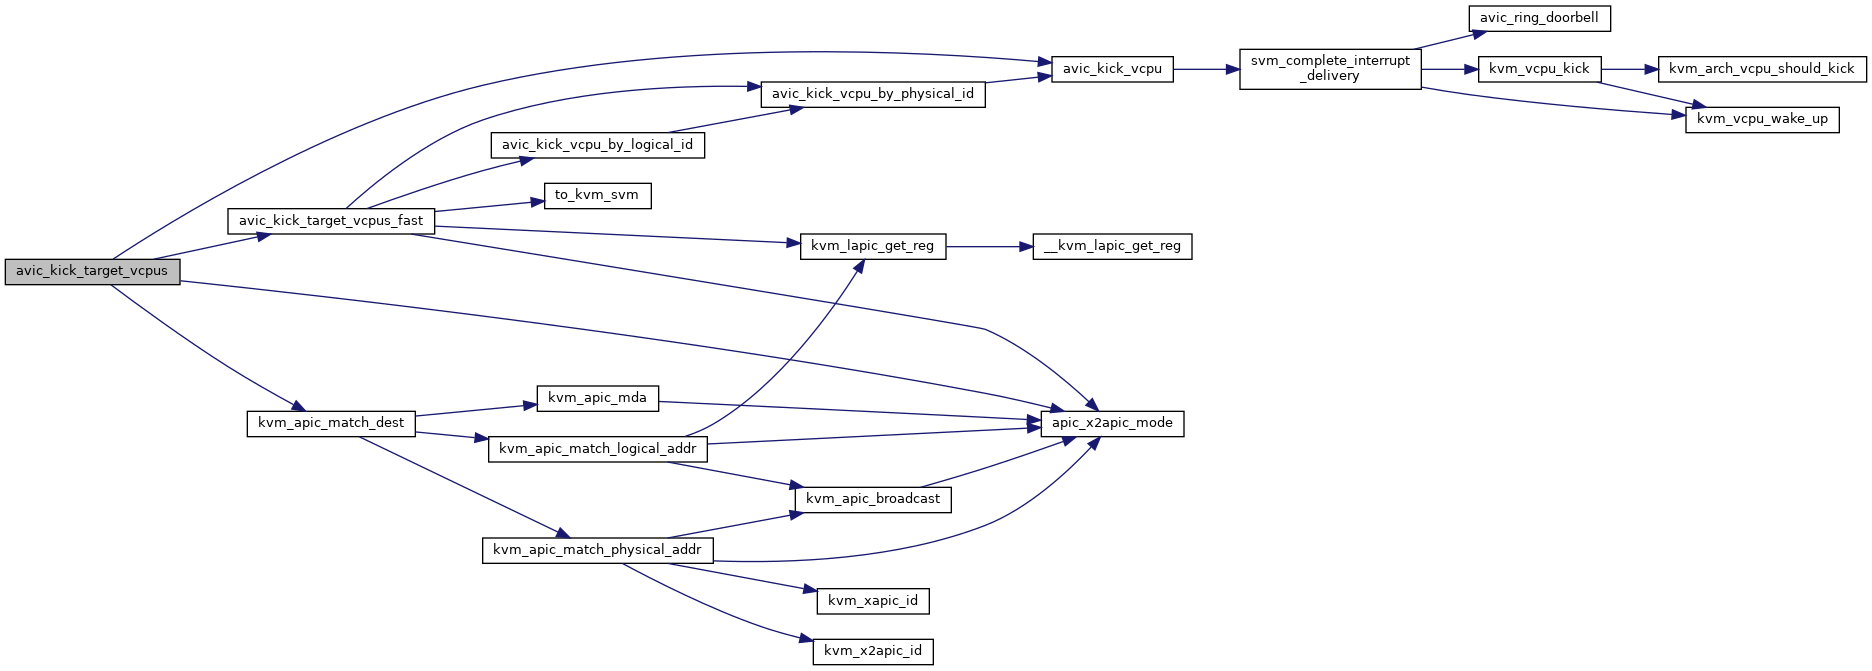 avic_kick_target_vcpus
avic_kick_target_vcpus_fast
kvm_apic_match_dest
avic_kick_vcpu_by_logical_id
to_kvm_svm
kvm_apic_mda
kvm_apic_match_logical_addr
kvm_apic_match_physical_addr
avic_kick_vcpu_by_physical_id
kvm_lapic_get_reg
kvm_apic_broadcast
kvm_xapic_id
kvm_x2apic_id
avic_kick_vcpu
__kvm_lapic_get_reg
apic_x2apic_mode
svm_complete_interrupt
_delivery
avic_ring_doorbell
kvm_vcpu_kick
kvm_arch_vcpu_should_kick
kvm_vcpu_wake_up